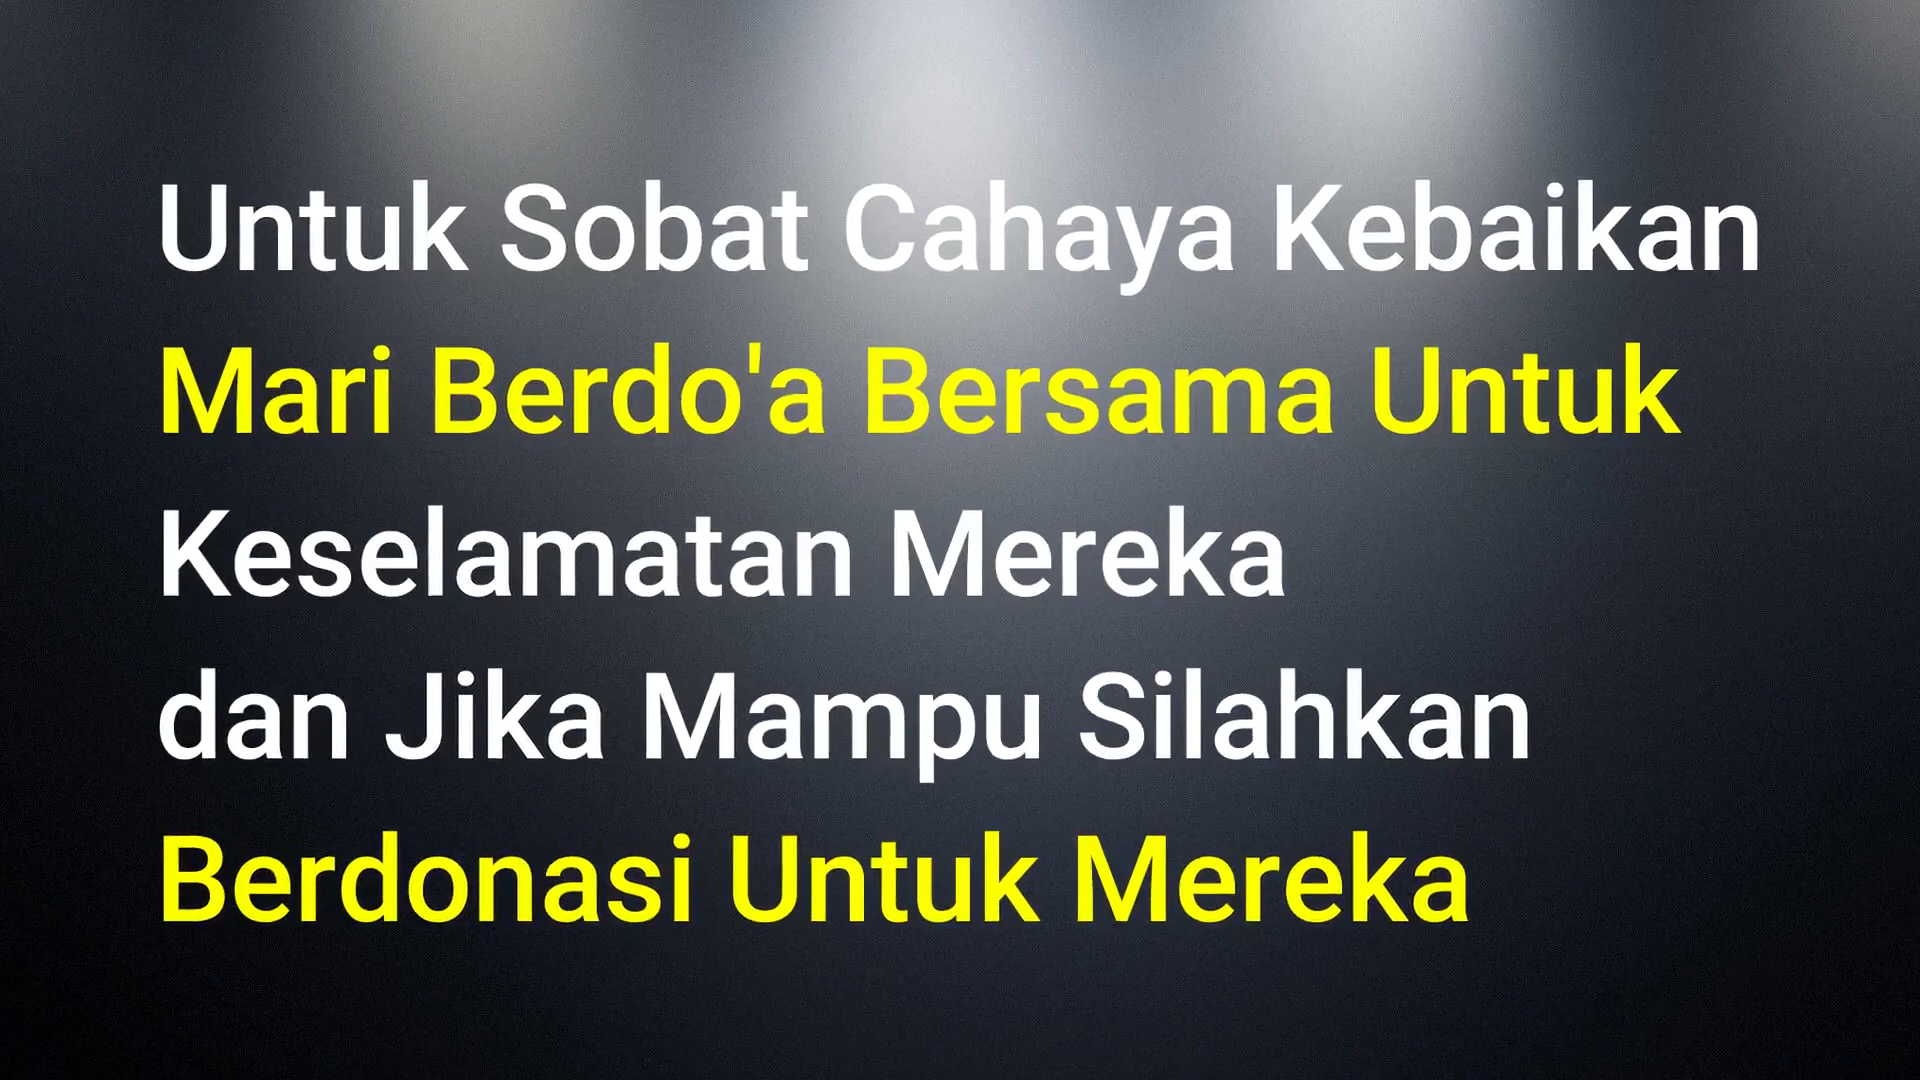 Untuk Sobat Cahaya Kebaikan
Mari Berdo'a Bersama Untuk
Keselamatan Mereka
dan Jika Mampu Silahkan
Berdonasi Untuk Mereka